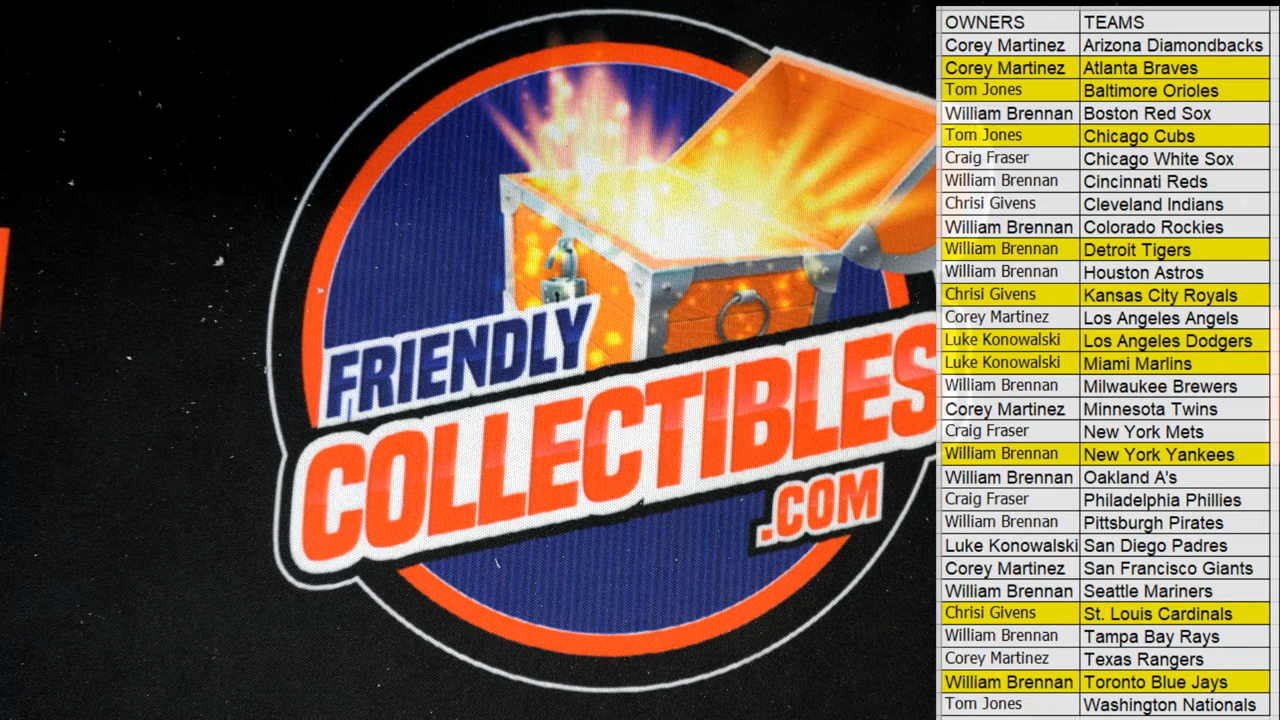 FRIENDLY
COLLECTIBLES
.COM
OWNERS TEAMS
Corey Martinez Arizona Diamondbacks
Corey Martinez Atlanta Braves
Tom Jones Baltimore Orioles
William Brennan Boston Red Sox
Tom Jones Chicago Cubs
Craig Fraser Chicago White Sox
William Brennan Cincinnati Reds
Chrisi Givens Cleveland Indians
William Brennan Colorado Rockies
William Brennan Detroit Tigers
William Brennan Houston Astros
Chrisi Givens Kansas City Royals
Corey Martinez Los Angeles Angels
Luke Konowalski Los Angeles Dodgers
Luke Konowalski Miami Marlins
William Brennan Milwaukee Brewers
Corey Martinez Minnesota Twins
Craig Fraser New York Mets
William Brennan New York Yankees
William Brennan Oakland A's
Craig Fraser Philadelphia Phillies
William Brennan Pittsburgh Pirates
Luke Konowalski San Diego Padres
Corey Martinez San Francisco Giants
William Brennan Seattle Mariners
Chrisi Givens St. Louis Cardinals
William Brennan Tampa Bay Rays
Corey Martinez Texas Rangers
William Brennan Toronto Blue Jays
Tom Jones Washington Nationals